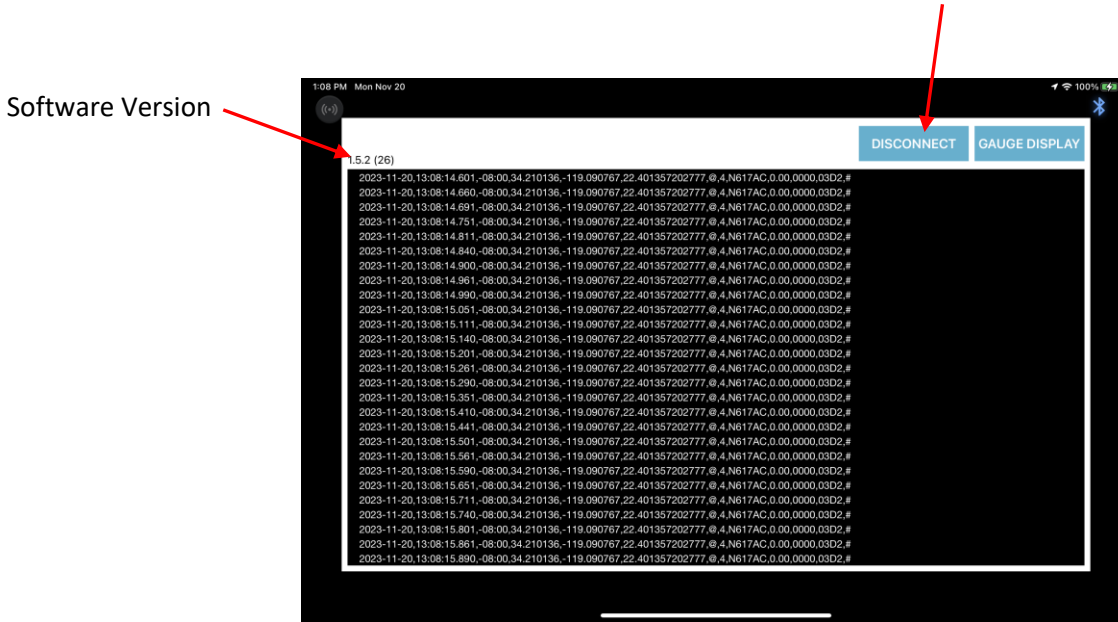 1:08 PM Mon Nov 20
100%
Software Version
DISCONNECT
GAUGE DISPLAY
1.5.2 (26)
2023-11-20,13:08:14.601,-08:00,34.210136,-119.090767,22.401357202777,@,4,N617AC,0.00,0000,03D2,#
2023-11-20,13:08:14.660,-08:00,34.210136,-119.090767,22.401357202777,@,4,N617AC,0.00,0000,03D2,#
2023-11-20,13:08:14.691,-08:00,34.210136,-119.090767,22.401357202777,@,4,N617AC,0.00,0000,03D2,#
2023-11-20,13:08:14.751,-08:00,34.210136,-119.090767,22.401357202777,@,4,N617AC,0.00,0000,03D2,#
2023-11-20,13:08:14.811,-08:00,34.210136,-119.090767,22.401357202777,@,4,N617AC,0.00,0000,03D2,#
2023-11-20,13:08:14.840,-08:00,34.210136,-119.090767,22.401357202777,@,4,N617AC,0.00,0000,03D2,#
2023-11-20,13:08:14.900,-08:00,34.210136,-119.090767,22.401357202777,@,4,N617AC,0.00,0000,03D2,#
2023-11-20,13:08:14.961,-08:00,34.210136,-119.090767,22.401357202777,@,4,N617AC,0.00,0000,03D2,#
2023-11-20,13:08:14.990,-08:00,34.210136,-119.090767,22.401357202777,@,4,N617AC,0.00,0000,03D2,#
2023-11-20,13:08:15.051,-08:00,34.210136,-119.090767,22.401357202777,@,4,N617AC,0.00,0000,03D2,#
2023-11-20,13:08:15.111,-08:00,34.210136,-119.090767,22.401357202777,@,4,N617AC,0.00,0000,03D2,#
2023-11-20,13:08:15.140,-08:00,34.210136,-119.090767,22.401357202777,@,4,N617AC,0.00,0000,03D2,#
2023-11-20,13:08:15.201,-08:00,34.210136,-119.090767,22.401357202777,@,4,N617AC,0.00,0000,03D2,#
2023-11-20,13:08:15.261,-08:00,34.210136,-119.090767,22.401357202777,@,4,N617AC,0.00,0000,03D2,#
2023-11-20,13:08:15.290,-08:00,34.210136,-119.090767,22.401357202777,@,4,N617AC,0.00,0000,03D2,#
2023-11-20,13:08:15.351,-08:00,34.210136,-119.090767,22.401357202777,@,4,N617AC,0.00,0000,03D2,#
2023-11-20,13:08:15.410,-08:00,34.210136,-119.090767,22.401357202777,@,4,N617AC,0.00,0000,03D2,#
2023-11-20,13:08:15.441,-08:00,34.210136,-119.090767,22.401357202777,@,4,N617AC,0.00,0000,03D2,#
2023-11-20,13:08:15.501,-08:00,34.210136,-119.090767,22.401357202777,@,4,N617AC,0.00,0000,03D2,#
2023-11-20,13:08:15.561,-08:00,34.210136,-119.090767,22.401357202777,@,4,N617AC,0.00,0000,03D2,#
2023-11-20,13:08:15.590,-08:00,34.210136,-119.090767,22.401357202777,@,4,N617AC,0.00,0000,03D2,#
2023-11-20,13:08:15.651,-08:00,34.210136,-119.090767,22.401357202777,@,4,N617AC,0.00,0000,03D2,#
2023-11-20,13:08:15.711,-08:00,34.210136,-119.090767,22.401357202777,@,4,N617AC,0.00,0000,03D2,#
2023-11-20,13:08:15.740,-08:00,34.210136,-119.090767,22.401357202777,@,4,N617AC,0.00,0000,03D2,#
2023-11-20,13:08:15.801,-08:00,34.210136,-119.090767,22.401357202777,@,4,N617AC,0.00,0000,03D2,#
2023-11-20,13:08:15.861,-08:00,34.210136,-119.090767,22.401357202777,@,4,N617AC,0.00,0000,03D2,#
2023-11-20,13:08:15.890,-08:00,34.210136,-119.090767,22.401357202777,@,4,N617AC,0.00,0000,03D2,#